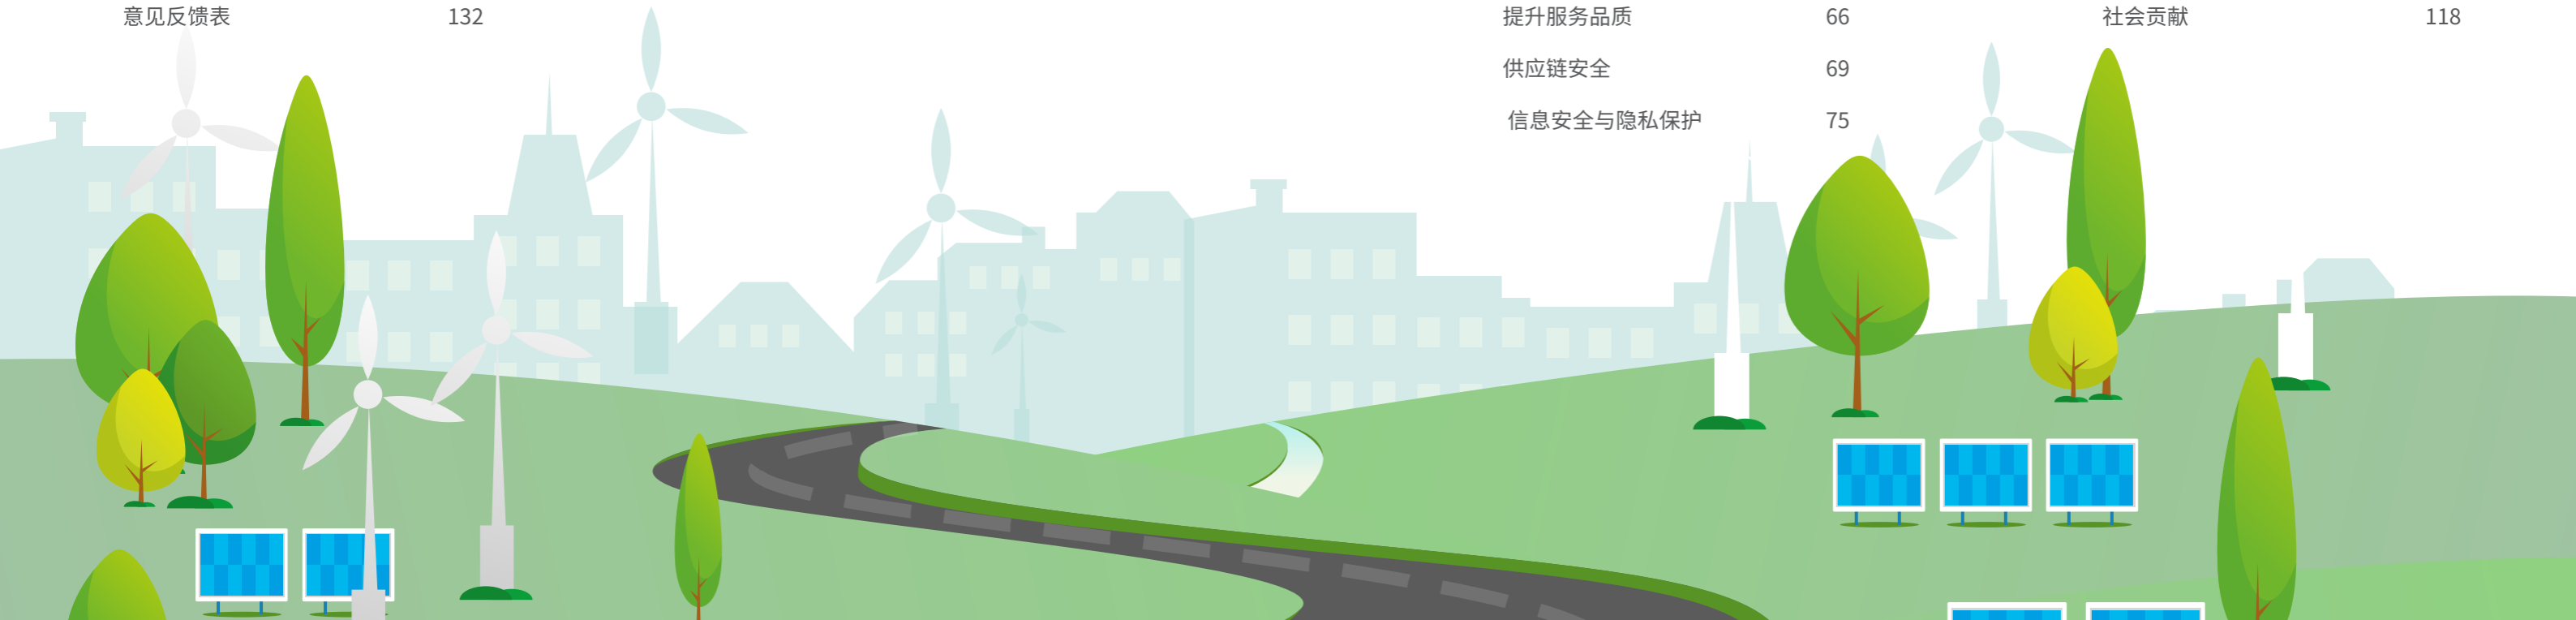 意见反馈表 132
提升服务品质 66
供应链安全 69
信息安全与隐私保护 75
社会贡献 118